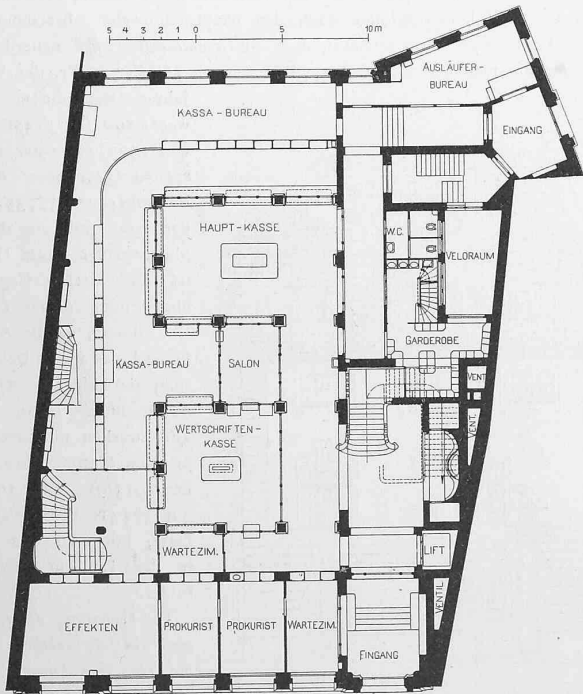 5 4 3 2 1 0 5 10 m
AUSLÄUFER-
BUREAU
KASSA-BUREAU
EINGANG
HAUPT-KASSE
W.C.
VELORAUM
GARDEROBE
KASSA-BUREAU
SALON
VENT.
VENT.
WERTSCHRIFTEN-
KASSE
WARTEZIM.
LIFT
VENTIL.
EFFEKTEN
PROKURIST
PROKURIST
WARTEZIM.
EINGANG